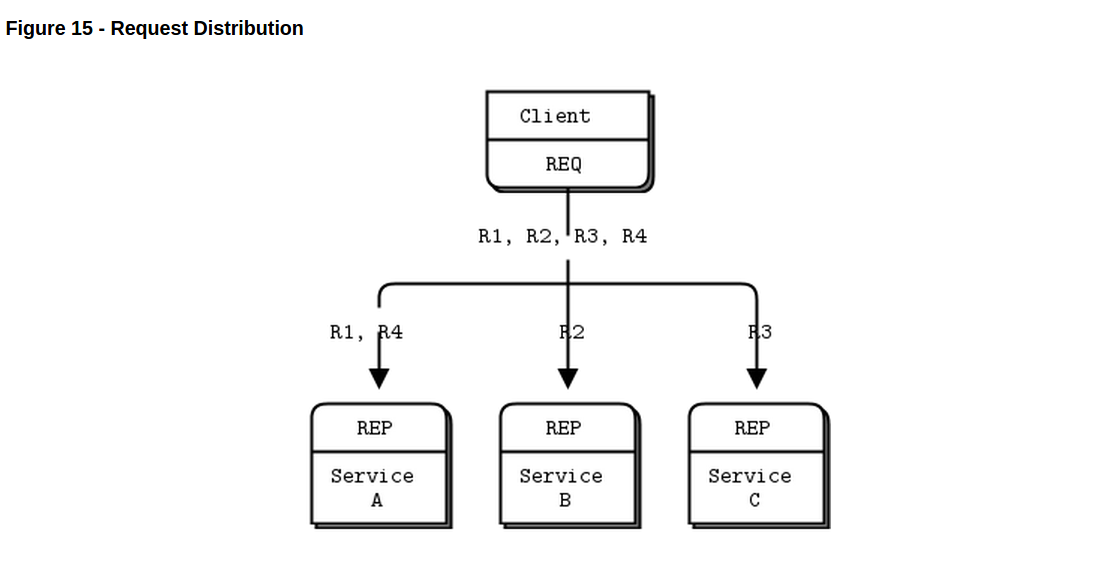 Figure 15 - Request Distribution
Client
REQ
R1, R2, R3, R4
R1, R4
R2
R3
REP
REP
REP
Service
A
Service
B
Service
C